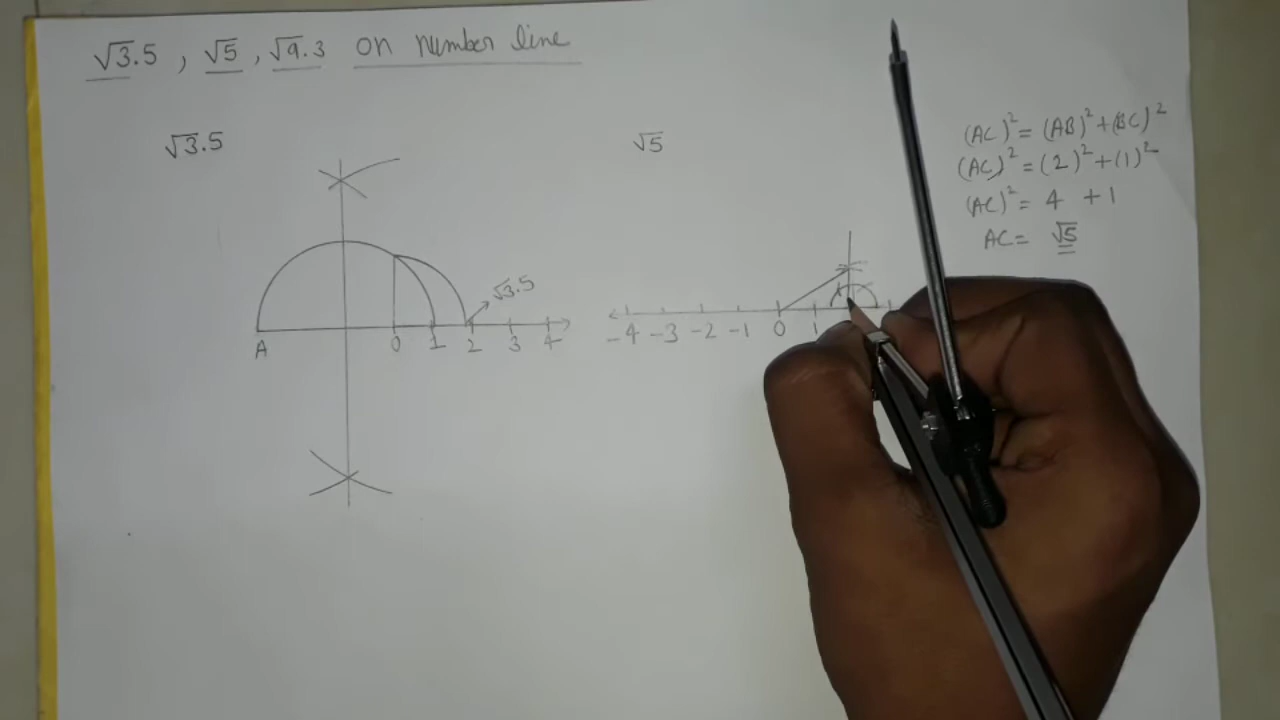 √3.5 , √5 , √9.3 on number line
√3.5
√5
(AC)² = (AB)² + (BC)²
(AC)² = (2)² + (1)²
(AC)² = 4 + 1
AC = √5
√3.5
A 0 1 2 3 4
-4 -3 -2 -1 0 1